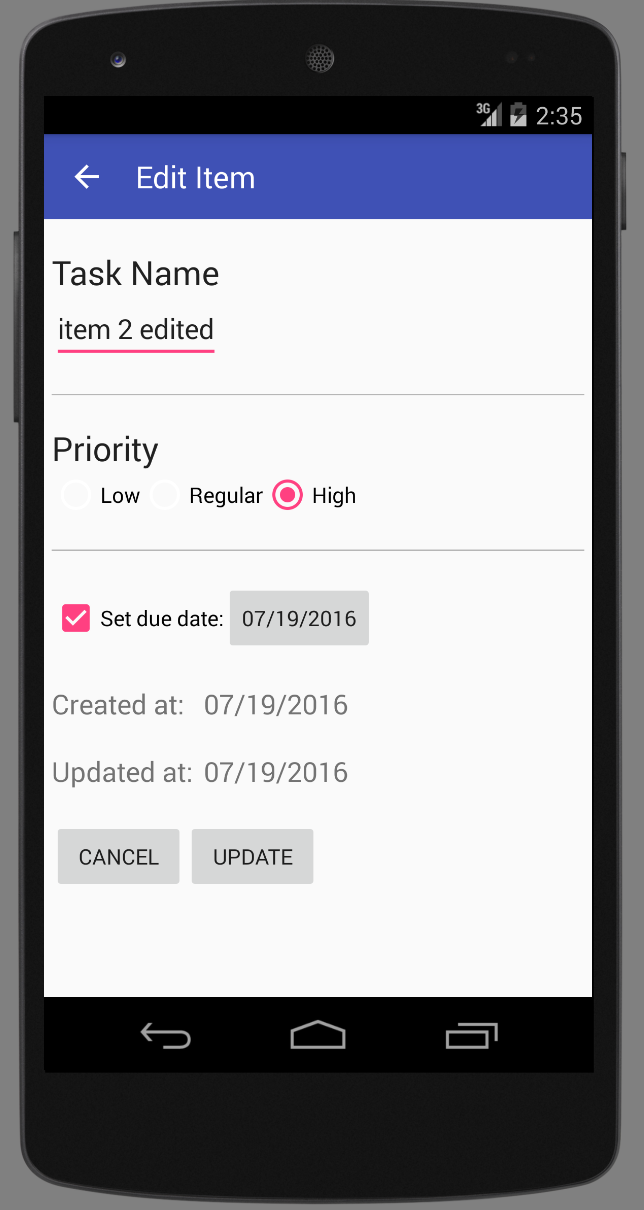 3G 2:35
Edit Item
Task Name
item 2 edited
Priority
Low Regular High
Set due date: 07/19/2016
Created at: 07/19/2016
Updated at: 07/19/2016
CANCEL UPDATE